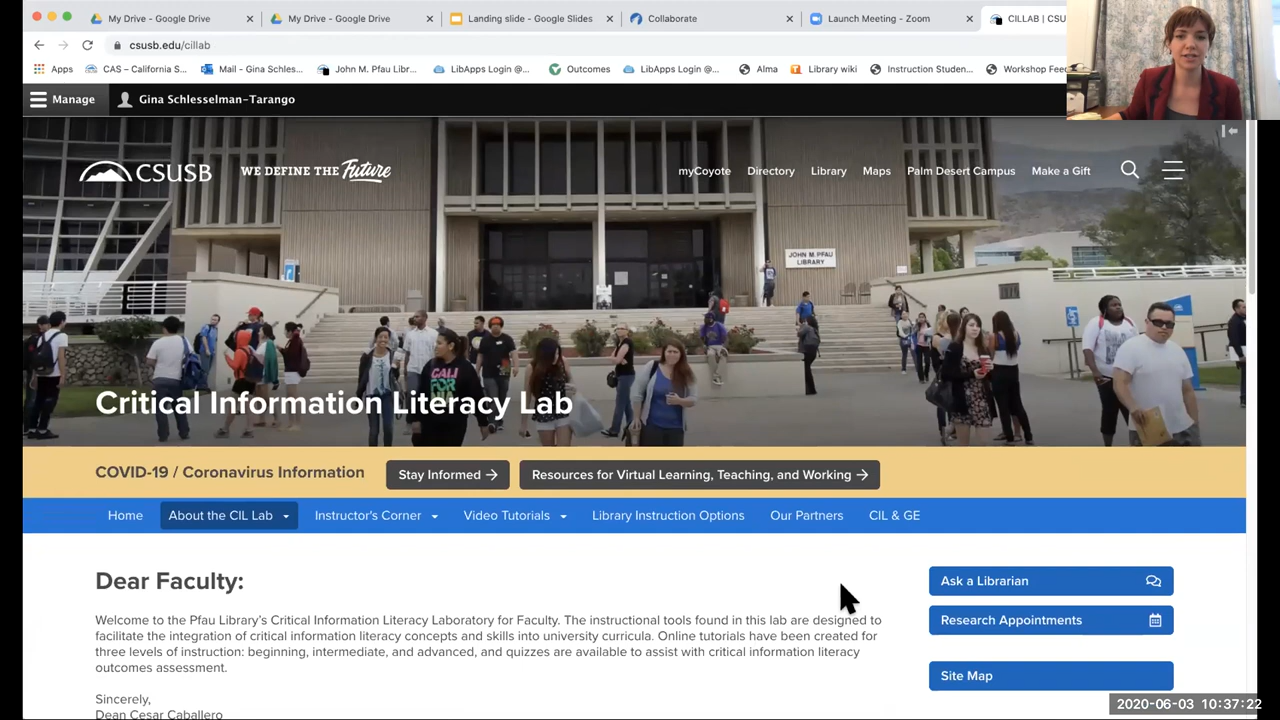 My Drive - Google Drive
My Drive - Google Drive
Landing slide - Google Slides
Collaborate
Launch Meeting - Zoom
CILLAB | CSU
csusb.edu/cillab
Apps
CAS – California S...
Mail - Gina Schles...
John M. Pfau Libr...
LibApps Login @...
Outcomes
LibApps Login @...
Alma
Library wiki
Instruction Studen...
Workshop Feed
Manage
Gina Schlesselman-Tarango
CSUSB
WE DEFINE THE Future
myCoyote
Directory
Library
Maps
Palm Desert Campus
Make a Gift
JOHN M. PFAU
LIBRARY
CALI
FOR
Critical Information Literacy Lab
COVID-19 / Coronavirus Information
Stay Informed →
Resources for Virtual Learning, Teaching, and Working →
Home
About the CIL Lab
Instructor's Corner
Video Tutorials
Library Instruction Options
Our Partners
CIL & GE
Dear Faculty:
Welcome to the Pfau Library's Critical Information Literacy Laboratory for Faculty. The instructional tools found in this lab are designed to
facilitate the integration of critical information literacy concepts and skills into university curricula. Online tutorials have been created for
three levels of instruction: beginning, intermediate, and advanced, and quizzes are available to assist with critical information literacy
outcomes assessment.
Sincerely,
Dean Cesar Caballero
Ask a Librarian
Research Appointments
Site Map
2020-06-03 10:37:22